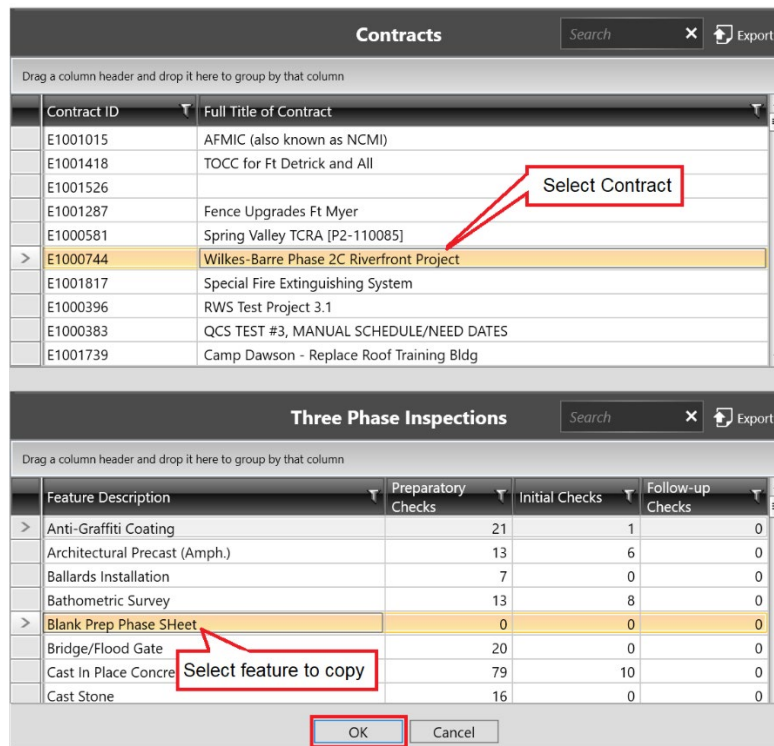 Contracts Search × Export
Drag a column header and drop it here to group by that column
Contract ID Full Title of Contract
E1001015 AFMIC (also known as NCMI)
E1001418 TOCC for Ft Detrick and All
E1001526
Select Contract
E1001287 Fence Upgrades Ft Myer
E1000581 Spring Valley TCRA [P2-110085]
> E1000744 Wilkes-Barre Phase 2C Riverfront Project
E1001817 Special Fire Extinguishing System
E1000396 RWS Test Project 3.1
E1000383 QCS TEST #3, MANUAL SCHEDULE/NEED DATES
E1001739 Camp Dawson - Replace Roof Training Bldg
Three Phase Inspections Search × Export
Drag a column header and drop it here to group by that column
Feature Description Preparatory Checks Initial Checks Follow-up Checks
> Anti-Graffiti Coating 21 1 0
Architectural Precast (Amph.) 13 6 0
Ballards Installation 7 0 0
Bathometric Survey 13 8 0
> Blank Prep Phase SHeet 0 0 0
Bridge/Flood Gate 20 0 0
Cast In Place Concre 79 10 0
Select feature to copy
Cast Stone 16 0 0
OK Cancel